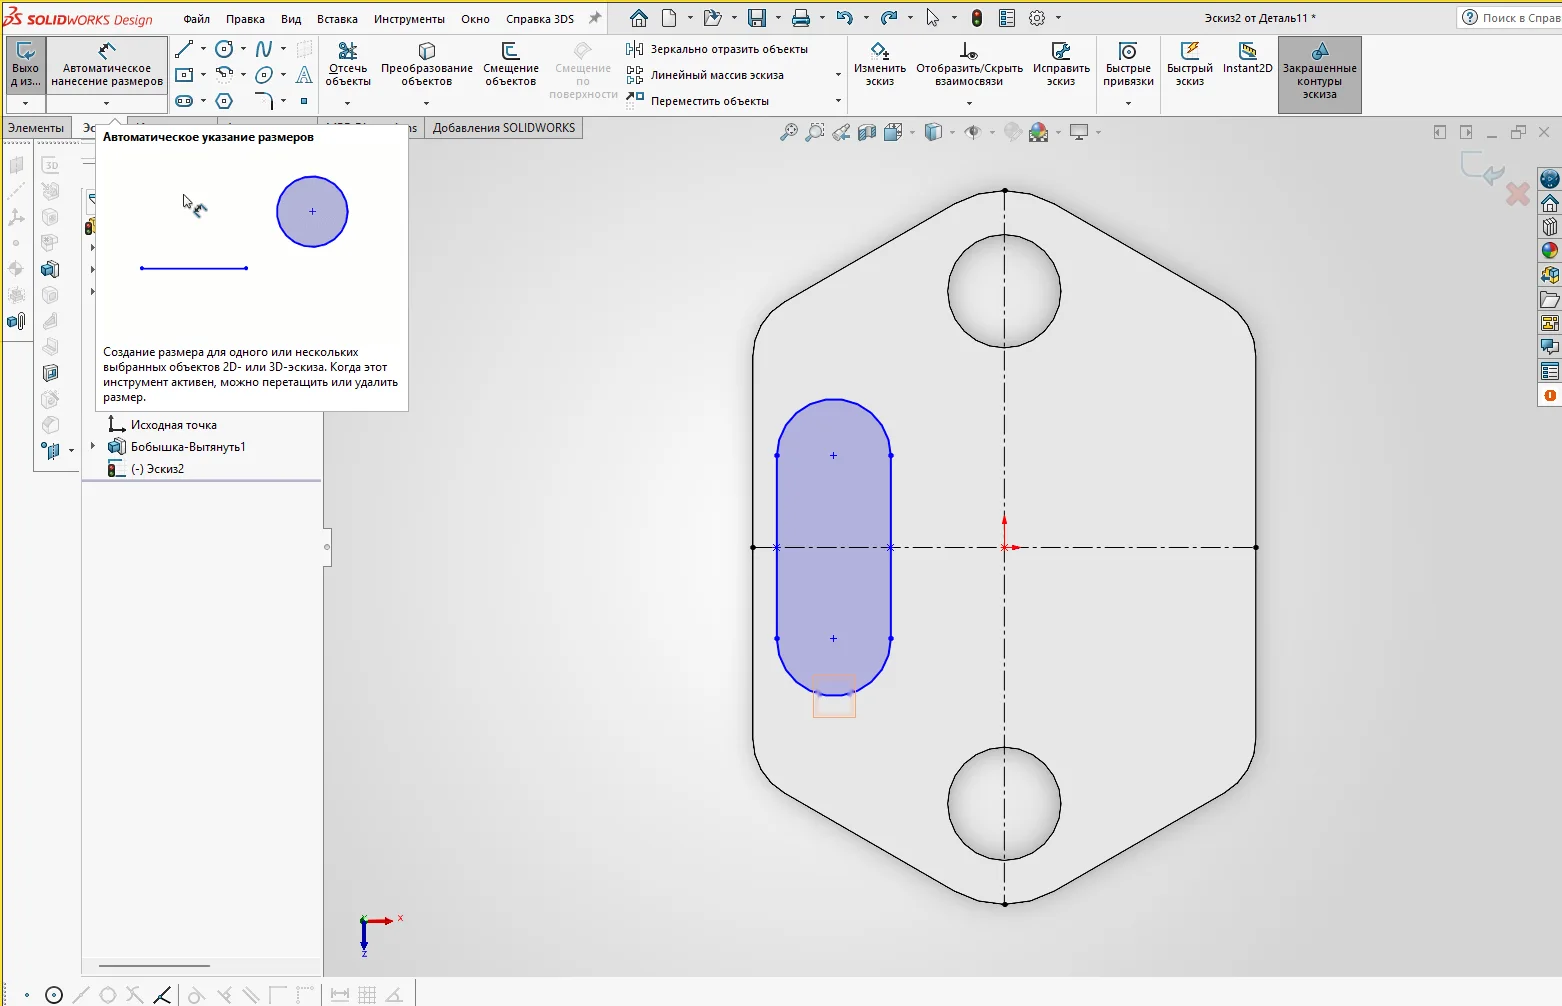 SOLIDWORKS Design
Файл Правка Вид Вставка Инструменты Окно Справка 3DS
Эскиз2 от Деталь11 *
Поиск в Справ
Выхо
д из...
Автоматическое
нанесение размеров
Отсечь
объекты
Преобразование
объектов
Смещение
объектов
Смещение
по
поверхности
Зеркально отразить объекты
Линейный массив эскиза
Переместить объекты
Изменить
эскиз
Отобразить/Скрыть
взаимосвязи
Исправить
эскиз
Быстрые
привязки
Быстрый
эскиз
Instant2D
Закрашенные
контуры
эскиза
Элементы
Добавления SOLIDWORKS
Автоматическое указание размеров
Создание размера для одного или нескольких
выбранных объектов 2D- или 3D-эскиза. Когда этот
инструмент активен, можно перетащить или удалить
размер.
3D
Исходная точка
Бобышка-Вытянуть1
(-) Эскиз2
X
Z